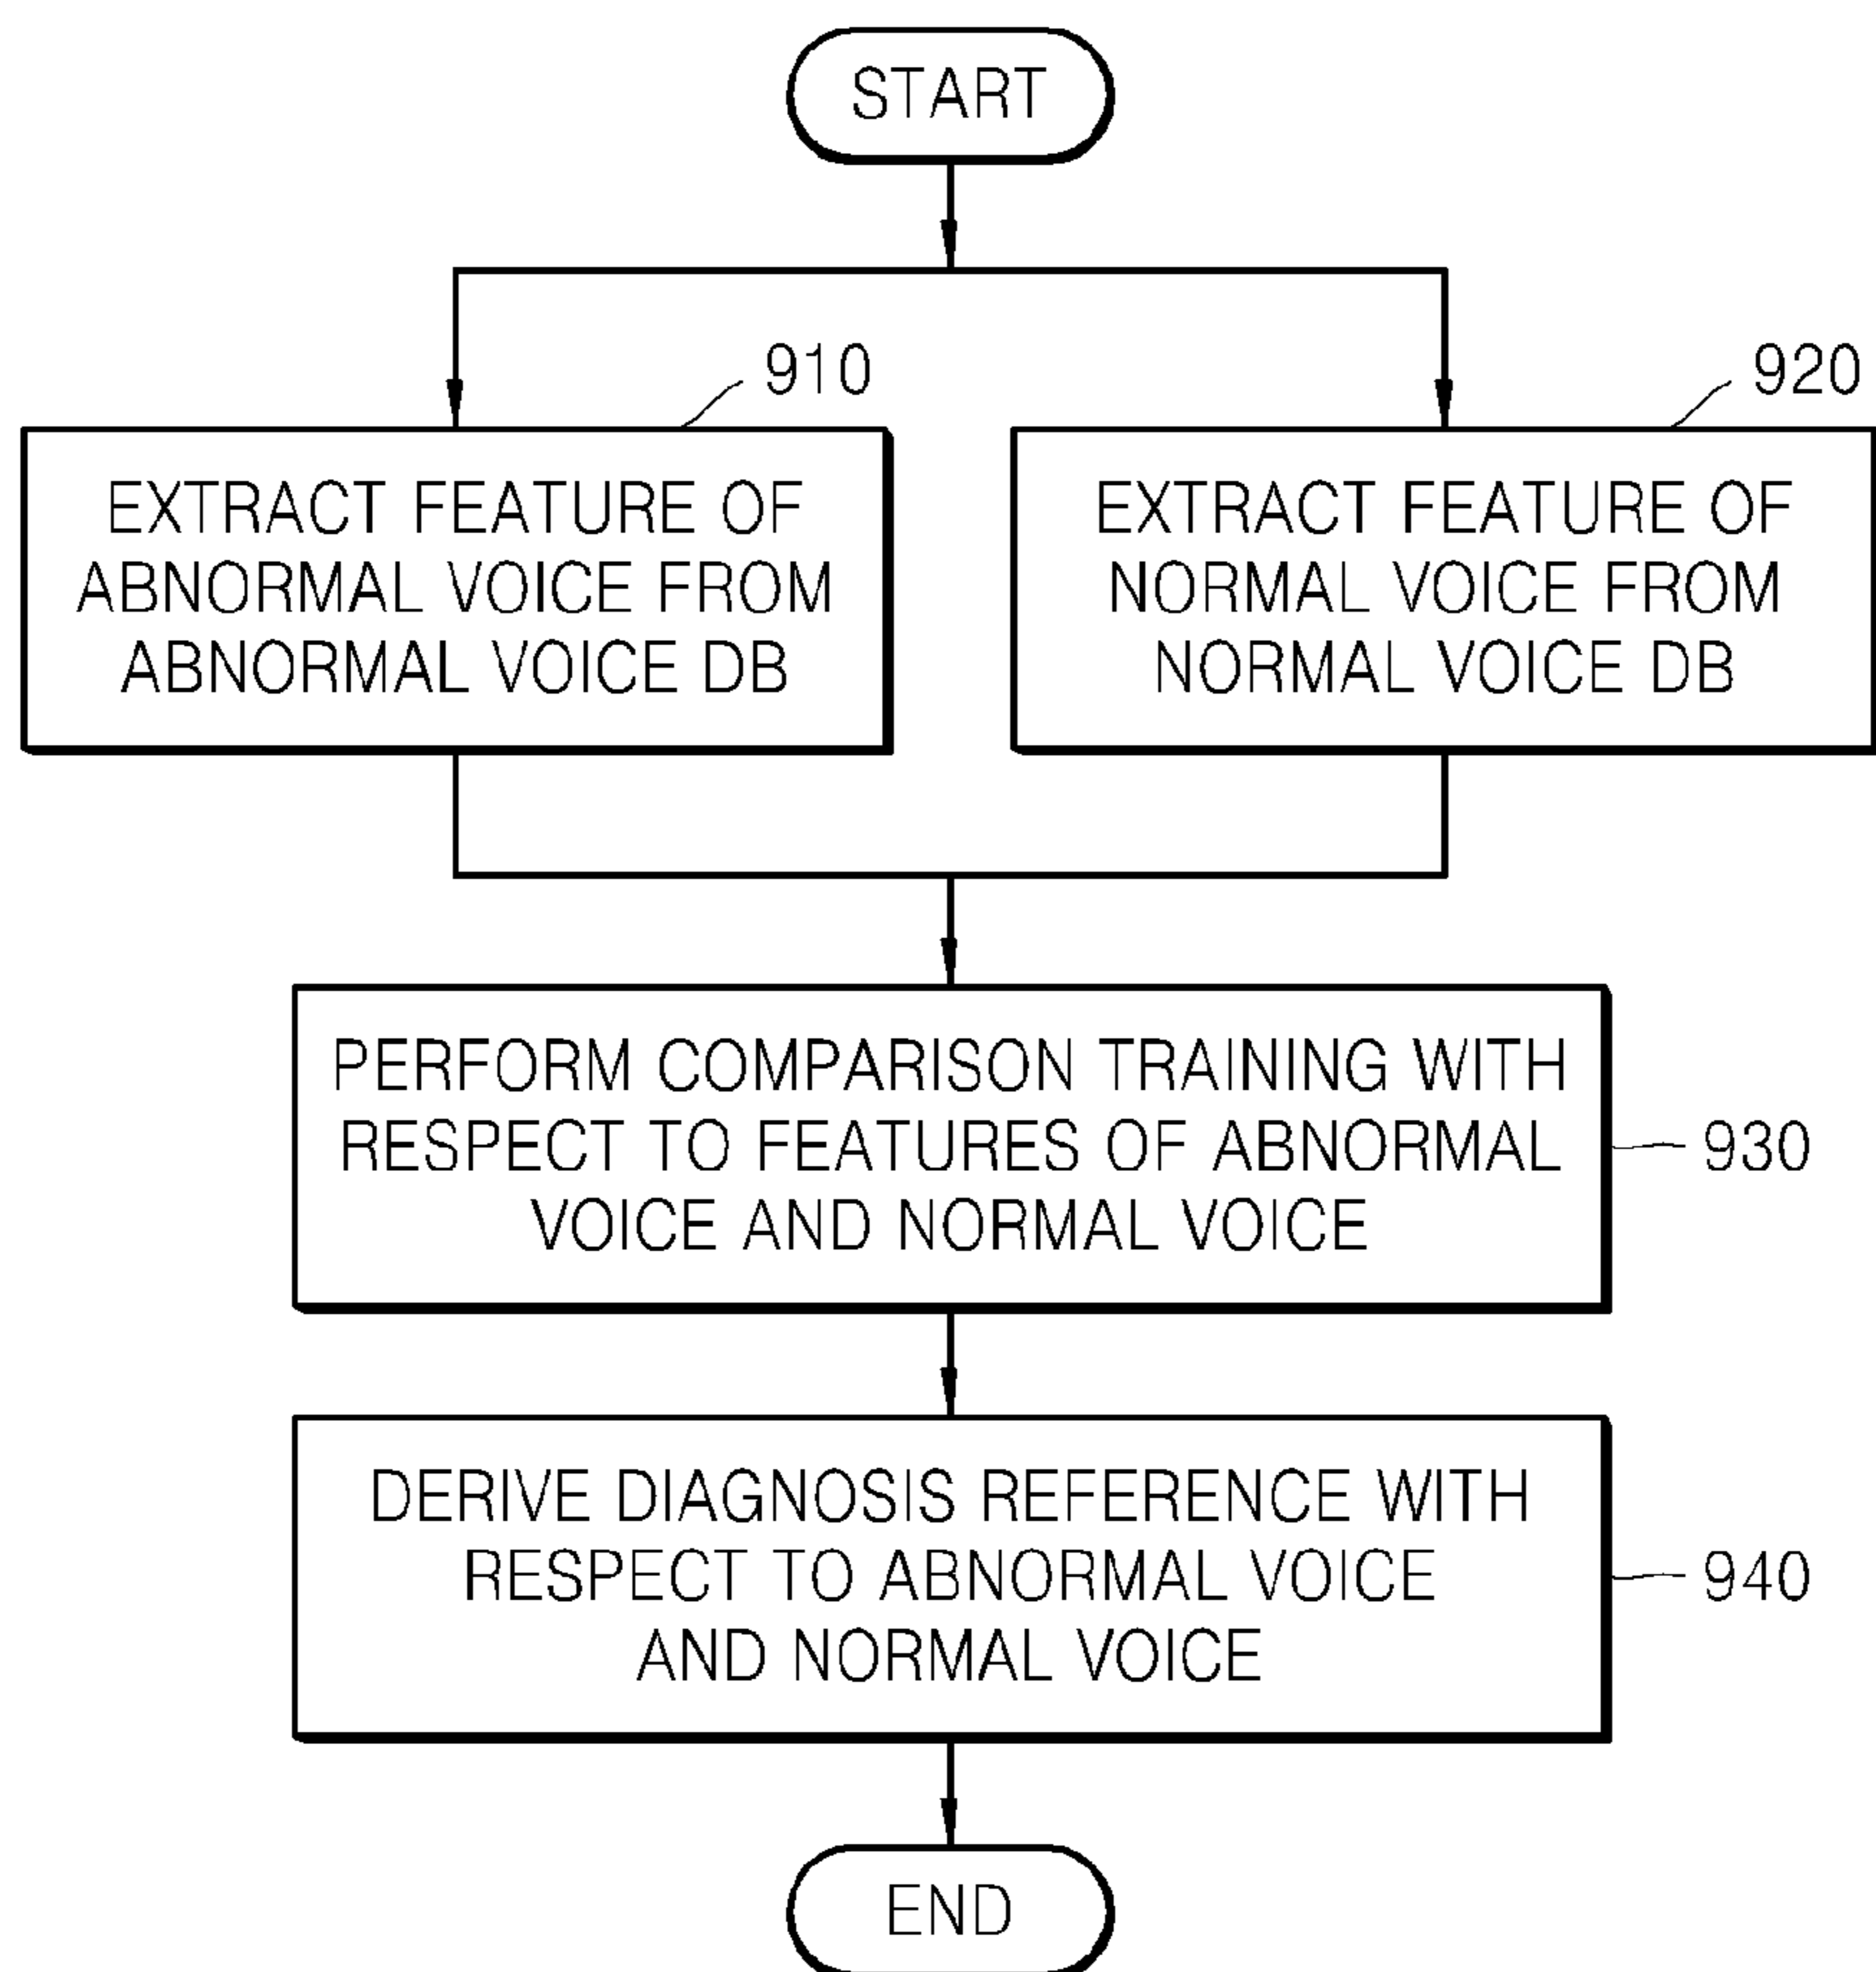 START
910
920
EXTRACT FEATURE OF
ABNORMAL VOICE FROM
ABNORMAL VOICE DB
EXTRACT FEATURE OF
NORMAL VOICE FROM
NORMAL VOICE DB
PERFORM COMPARISON TRAINING WITH
RESPECT TO FEATURES OF ABNORMAL
VOICE AND NORMAL VOICE
930
DERIVE DIAGNOSIS REFERENCE WITH
RESPECT TO ABNORMAL VOICE
AND NORMAL VOICE
940
END